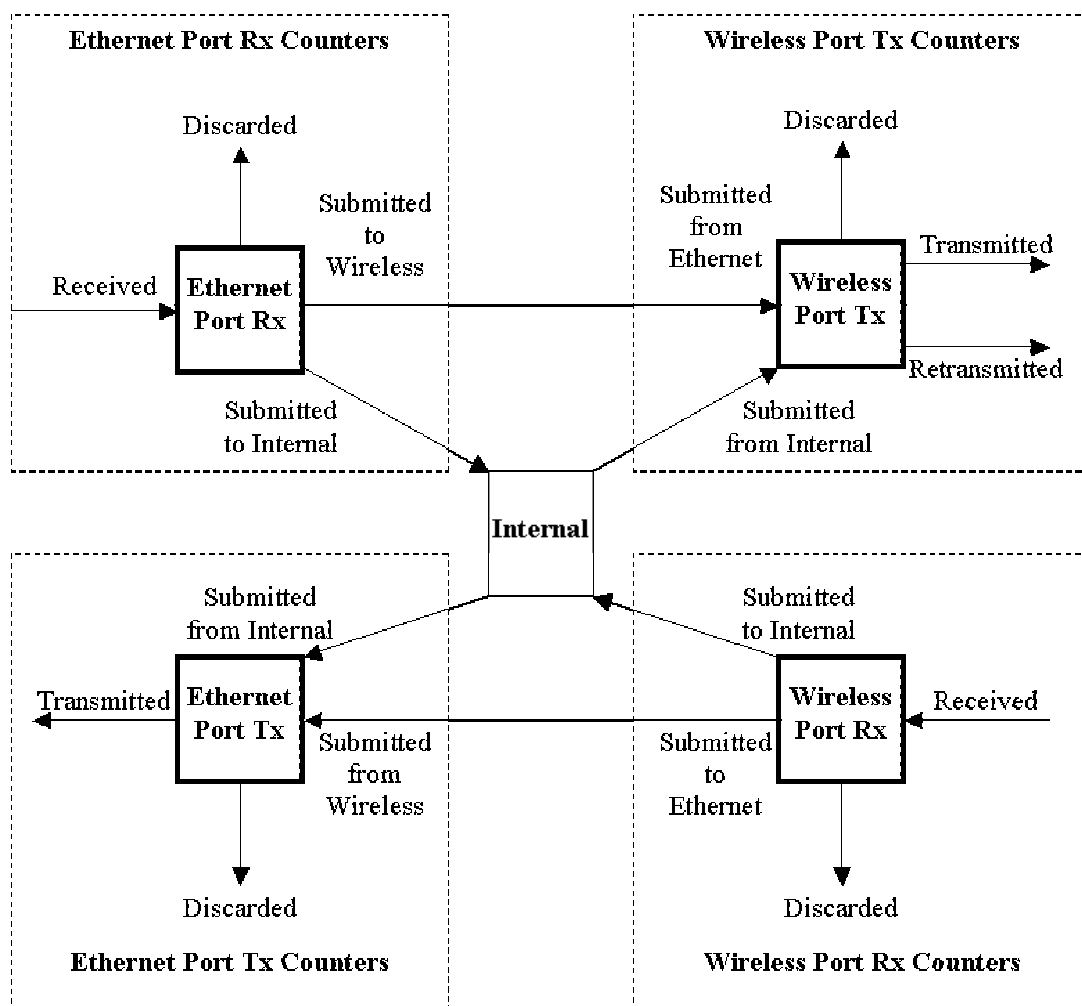 Ethernet Port Rx Counters
Discarded
Submitted
to
Wireless
Received
Ethernet
Port Rx
Submitted
to Internal
Wireless Port Tx Counters
Discarded
Submitted
from
Ethernet
Wireless
Port Tx
Transmitted
Retransmitted
Submitted
from Internal
Internal
Submitted
from Internal
Transmitted
Ethernet
Port Tx
Submitted
from
Wireless
Discarded
Ethernet Port Tx Counters
Submitted
to Internal
Wireless
Port Rx
Received
Submitted
to
Ethernet
Discarded
Wireless Port Rx Counters